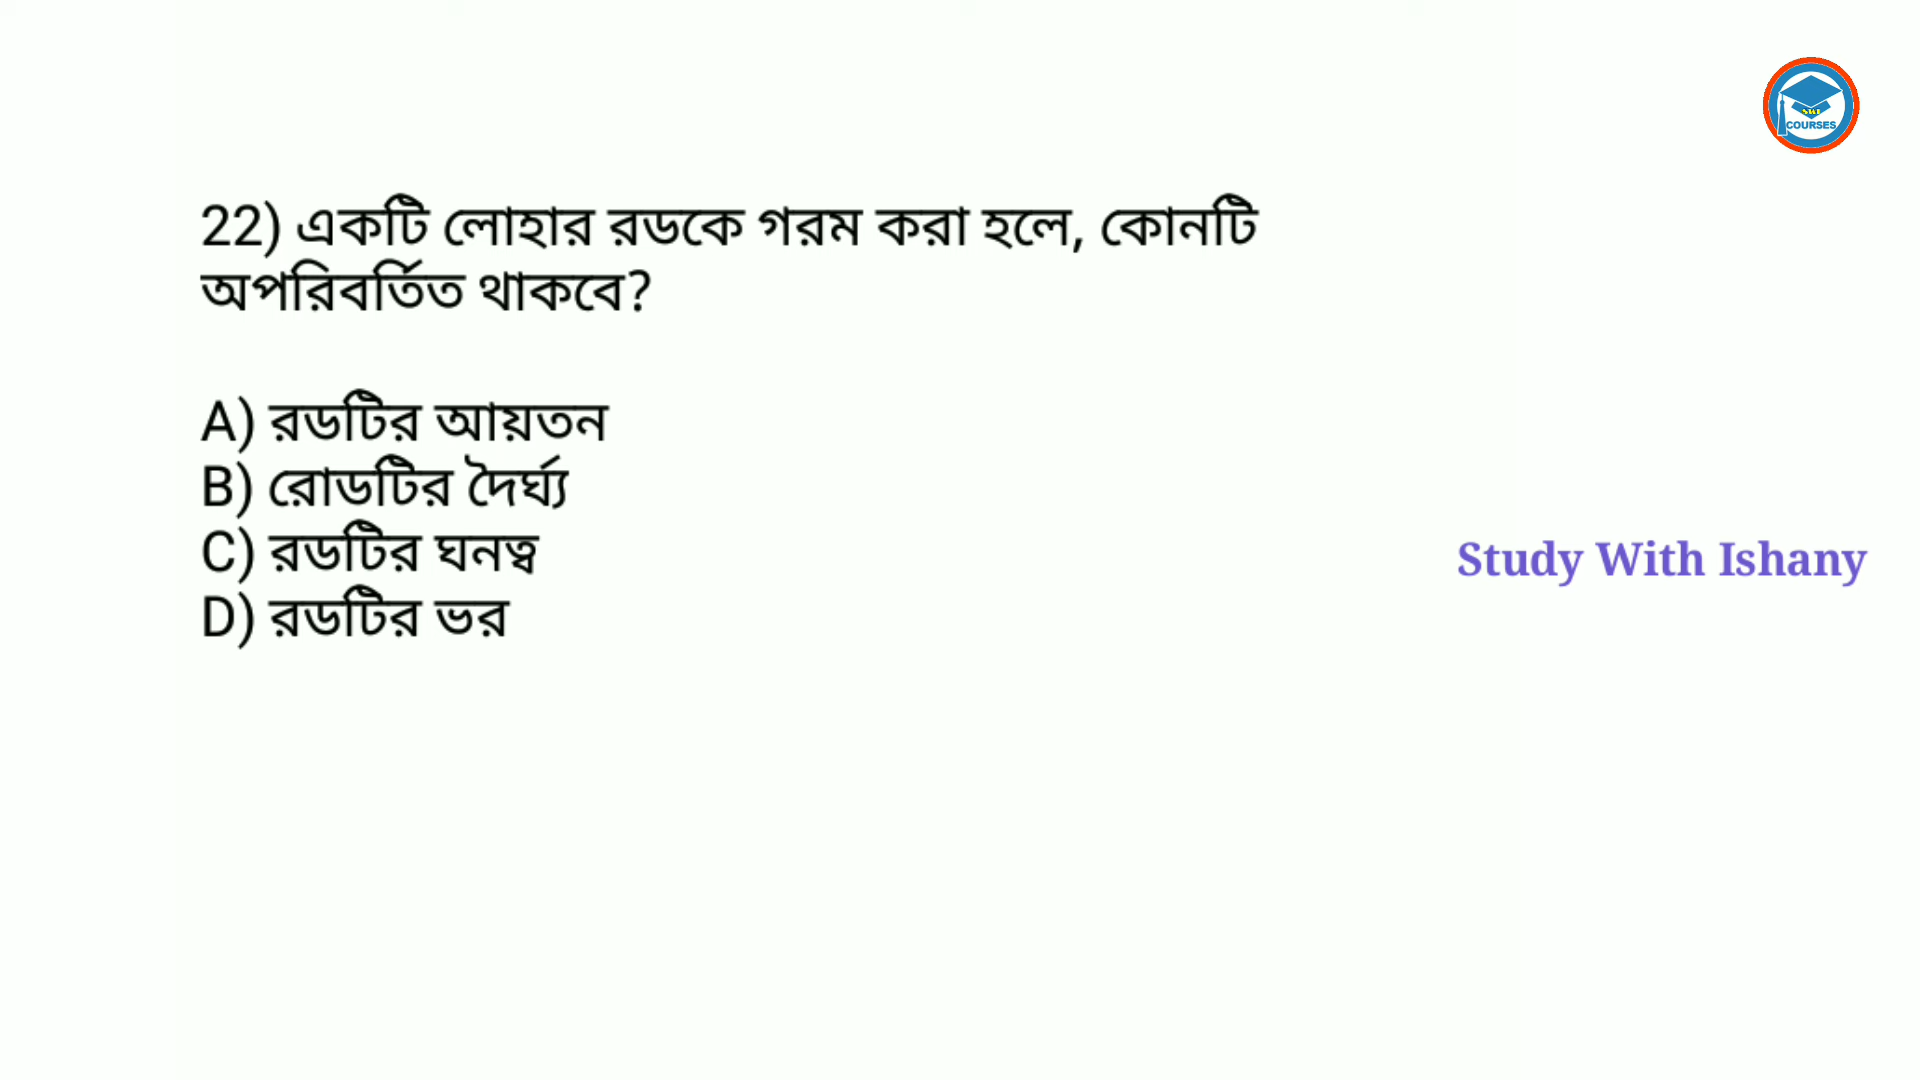 SWI
COURSES
22) একটি লোহার রডকে গরম করা হলে, কোনটি
অপরিবর্তিত থাকবে?
A) রডটির আয়তন
B) রোডটির দৈর্ঘ্য
C) রডটির ঘনত্ব
D) রডটির ভর
Study With Ishany